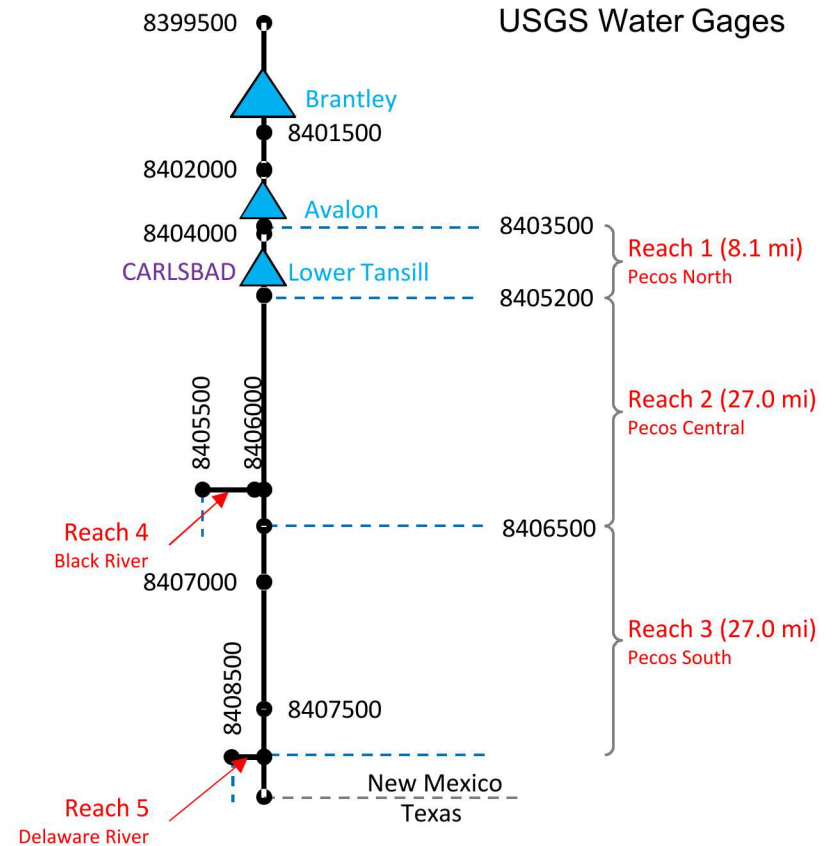 USGS Water Gages
8399500
Brantley
8401500
8402000
Avalon
8404000
8403500
Reach 1 (8.1 mi)
Pecos North
CARLSBAD
Lower Tansill
8405200
8405500
8406000
Reach 2 (27.0 mi)
Pecos Central
Reach 4
Black River
8406500
8407000
Reach 3 (27.0 mi)
Pecos South
8408500
8407500
New Mexico
Texas
Reach 5
Delaware River